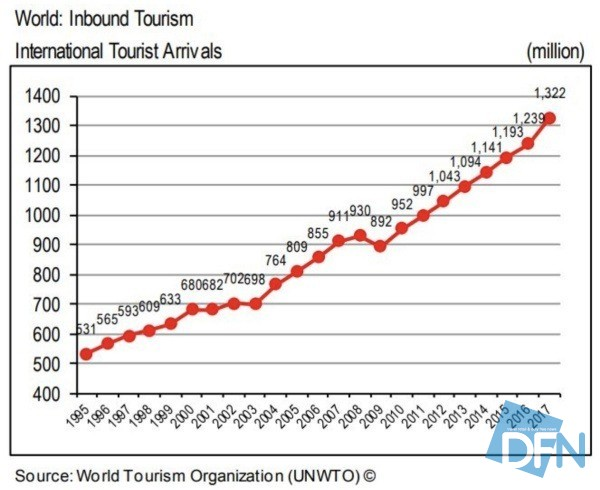 World: Inbound Tourism
International Tourist Arrivals (million)
1400
1300
1200
1100
1000
900
800
700
600
500
400
531 565 593 609 633 680 682 702 698 764 809 855 911 930 892 952 997 1,043 1,094 1,141 1,193 1,239 1,322
1995 1996 1997 1998 1999 2000 2001 2002 2003 2004 2005 2006 2007 2008 2009 2010 2011 2012 2013 2014 2015 2016 2017
DFN
Source: World Tourism Organization (UNWTO) ©